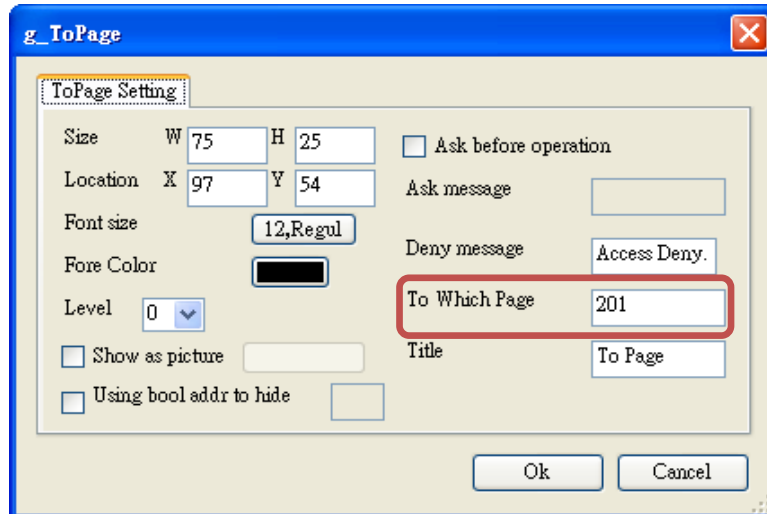 g_ToPage
ToPage Setting
Size W 75 H 25
Location X 97 Y 54
Font size 12,Regul
Fore Color
Level 0
Show as picture
Using bool addr to hide
Ask before operation
Ask message
Deny message Access Deny.
To Which Page 201
Title To Page
Ok Cancel